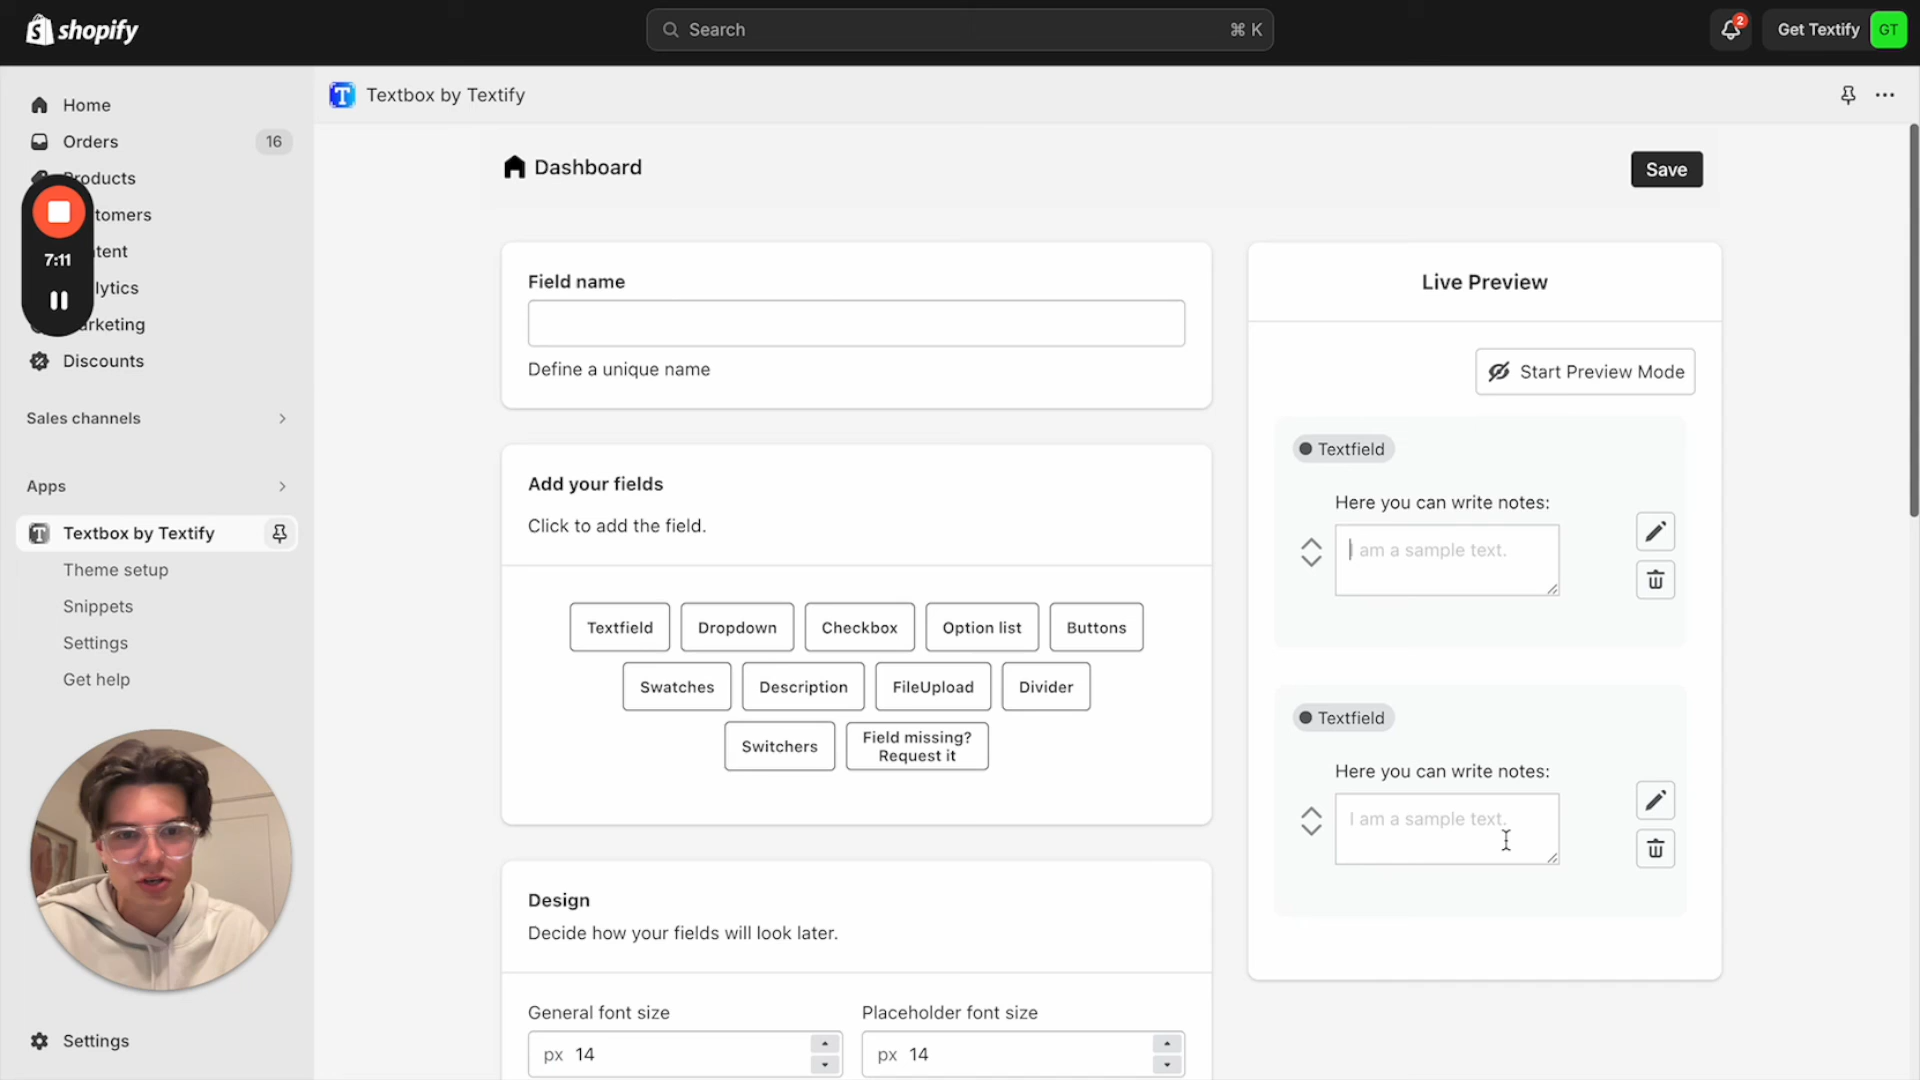 shopify
Search
⌘ K
2
Get Textify
GT
Home
Orders
16
Products
tomers
tent
lytics
arketing
Discounts
7:11
Sales channels
Apps
Textbox by Textify
Theme setup
Snippets
Settings
Get help
Settings
Textbox by Textify
Dashboard
Save
Field name
Define a unique name
Add your fields
Click to add the field.
Textfield
Dropdown
Checkbox
Option list
Buttons
Swatches
Description
FileUpload
Divider
Switchers
Field missing?
Request it
Design
Decide how your fields will look later.
General font size
px 14
Placeholder font size
px 14
Live Preview
Start Preview Mode
Textfield
Here you can write notes:
I am a sample text.
Textfield
Here you can write notes:
I am a sample text.